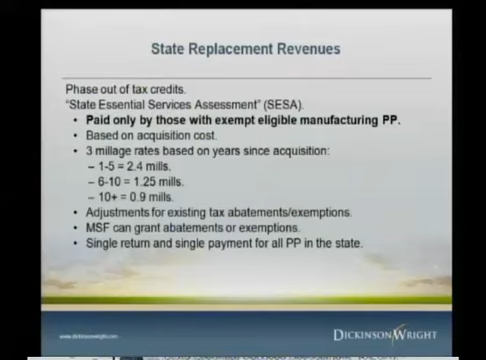 State Replacement Revenues
Phase out of tax credits.
"State Essential Services Assessment" (SESA).
• Paid only by those with exempt eligible manufacturing PP.
• Based on acquisition cost.
• 3 millage rates based on years since acquisition:
– 1-5 = 2.4 mills.
– 6-10 = 1.25 mills.
– 10+ = 0.9 mills.
• Adjustments for existing tax abatements/exemptions.
• MSF can grant abatements or exemptions.
• Single return and single payment for all PP in the state.
www.dickinsonwright.com
DICKINSON WRIGHT